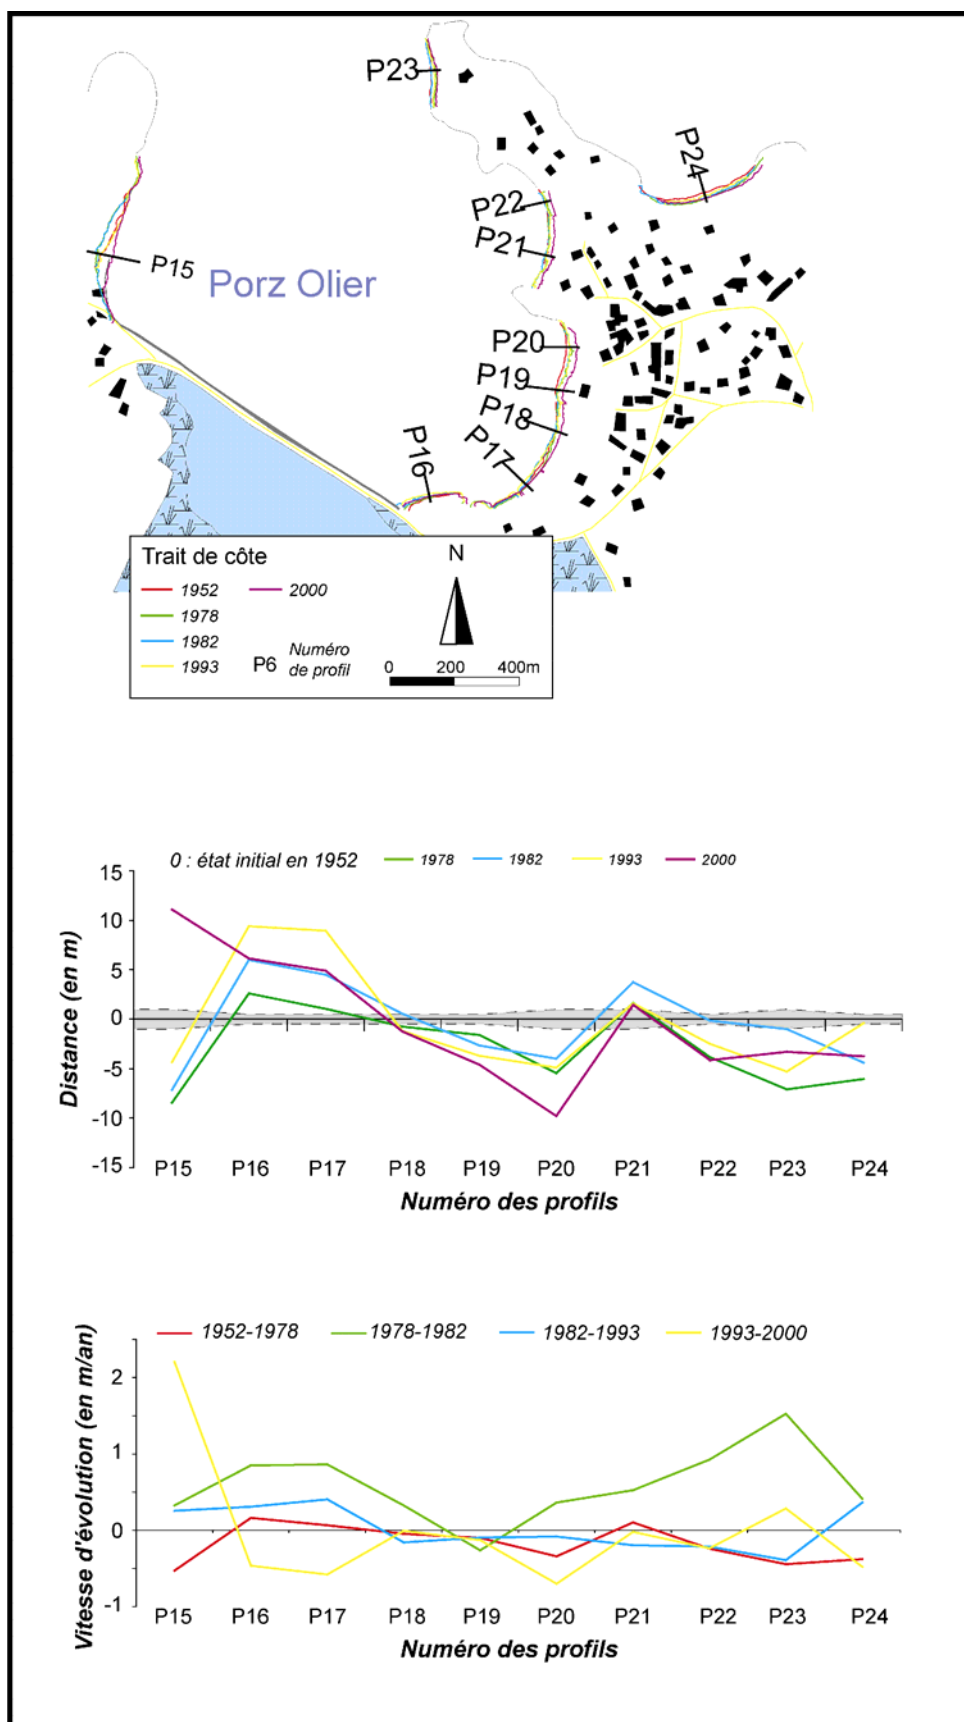 P23
P24
P22
P21
P15
Porz Olier
P20
P19
P18
P17
P16
Trait de côte
N
1952
2000
1978
1982
1993
P6
Numéro
de profil
0 200 400m
0 : état initial en 1952 1978 1982 1993 2000
15
10
5
0
-5
-10
-15
Distance (en m)
P15 P16 P17 P18 P19 P20 P21 P22 P23 P24
Numéro des profils
1952-1978 1978-1982 1982-1993 1993-2000
2
1
0
-1
Vitesse d'évolution (en m/an)
P15 P16 P17 P18 P19 P20 P21 P22 P23 P24
Numéro des profils